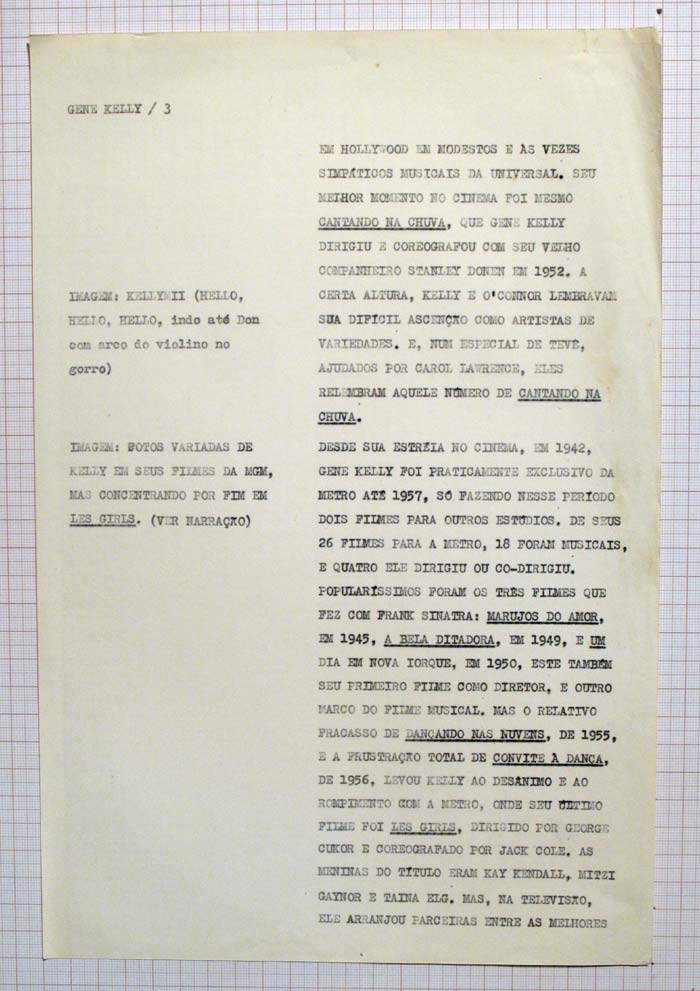 GENE KELLY / 3
EM HOLLYWOOD EM MODESTOS E ÀS VEZES
SIMPÁTICOS MUSICAIS DA UNIVERSAL. SEU
MELHOR MOMENTO NO CINEMA FOI MESMO
CANTANDO NA CHUVA, QUE GENE KELLY
DIRIGIU E COREOGRAFOU COM SEU VELHO
COMPANHEIRO STANLEY DONEN EM 1952. A
CERTA ALTURA, KELLY E O'CONNOR LEMBRAVAM
SUA DIFÍCIL ASCENÇÃO COMO ARTISTAS DE
VARIEDADES. E, NUM ESPECIAL DE TEVÊ,
AJUDADOS POR CAROL LAWRENCE, ELES
RELEMBRAM AQUELE NÚMERO DE CANTANDO NA
CHUVA.
IMAGEM: KELLYMII (HELLO,
HELLO, HELLO, indo até Don
com arco do violino no
gorro)
IMAGEM: FOTOS VARIADAS DE
KELLY EM SEUS FILMES DA MGM,
MAS CONCENTRANDO POR FIM EM
LES GIRLS. (VER NARRAÇÃO)
DESDE SUA ESTRÉIA NO CINEMA, EM 1942,
GENE KELLY FOI PRATICAMENTE EXCLUSIVO DA
METRO ATÉ 1957, SÓ FAZENDO NESSE PERÍODO
DOIS FILMES PARA OUTROS ESTÚDIOS. DE SEUS
26 FILMES PARA A METRO, 18 FORAM MUSICAIS,
E QUATRO ELE DIRIGIU OU CO-DIRIGIU.
POPULARÍSSIMOS FORAM OS TRÊS FILMES QUE
FEZ COM FRANK SINATRA: MARUJOS DO AMOR,
EM 1945, A BELA DITADORA, EM 1949, E UM
DIA EM NOVA IORQUE, EM 1950, ESTE TAMBÉM
SEU PRIMEIRO FILME COMO DIRETOR, E OUTRO
MARCO DO FILME MUSICAL. MAS O RELATIVO
FRACASSO DE DANÇANDO NAS NUVENS, DE 1955,
E A FRUSTRAÇÃO TOTAL DE CONVITE À DANÇA,
DE 1956, LEVOU KELLY AO DESÂNIMO E AO
ROMPIMENTO COM A METRO, ONDE SEU ÚLTIMO
FILME FOI LES GIRLS, DIRIGIDO POR GEORGE
CUKOR E COREOGRAFADO POR JACK COLE. AS
MENINAS DO TÍTULO ERAM KAY KENDALL, MITZI
GAYNOR E TAINA ELG. MAS, NA TELEVISÃO,
ELE ARRANJOU PARCEIRAS ENTRE AS MELHORES